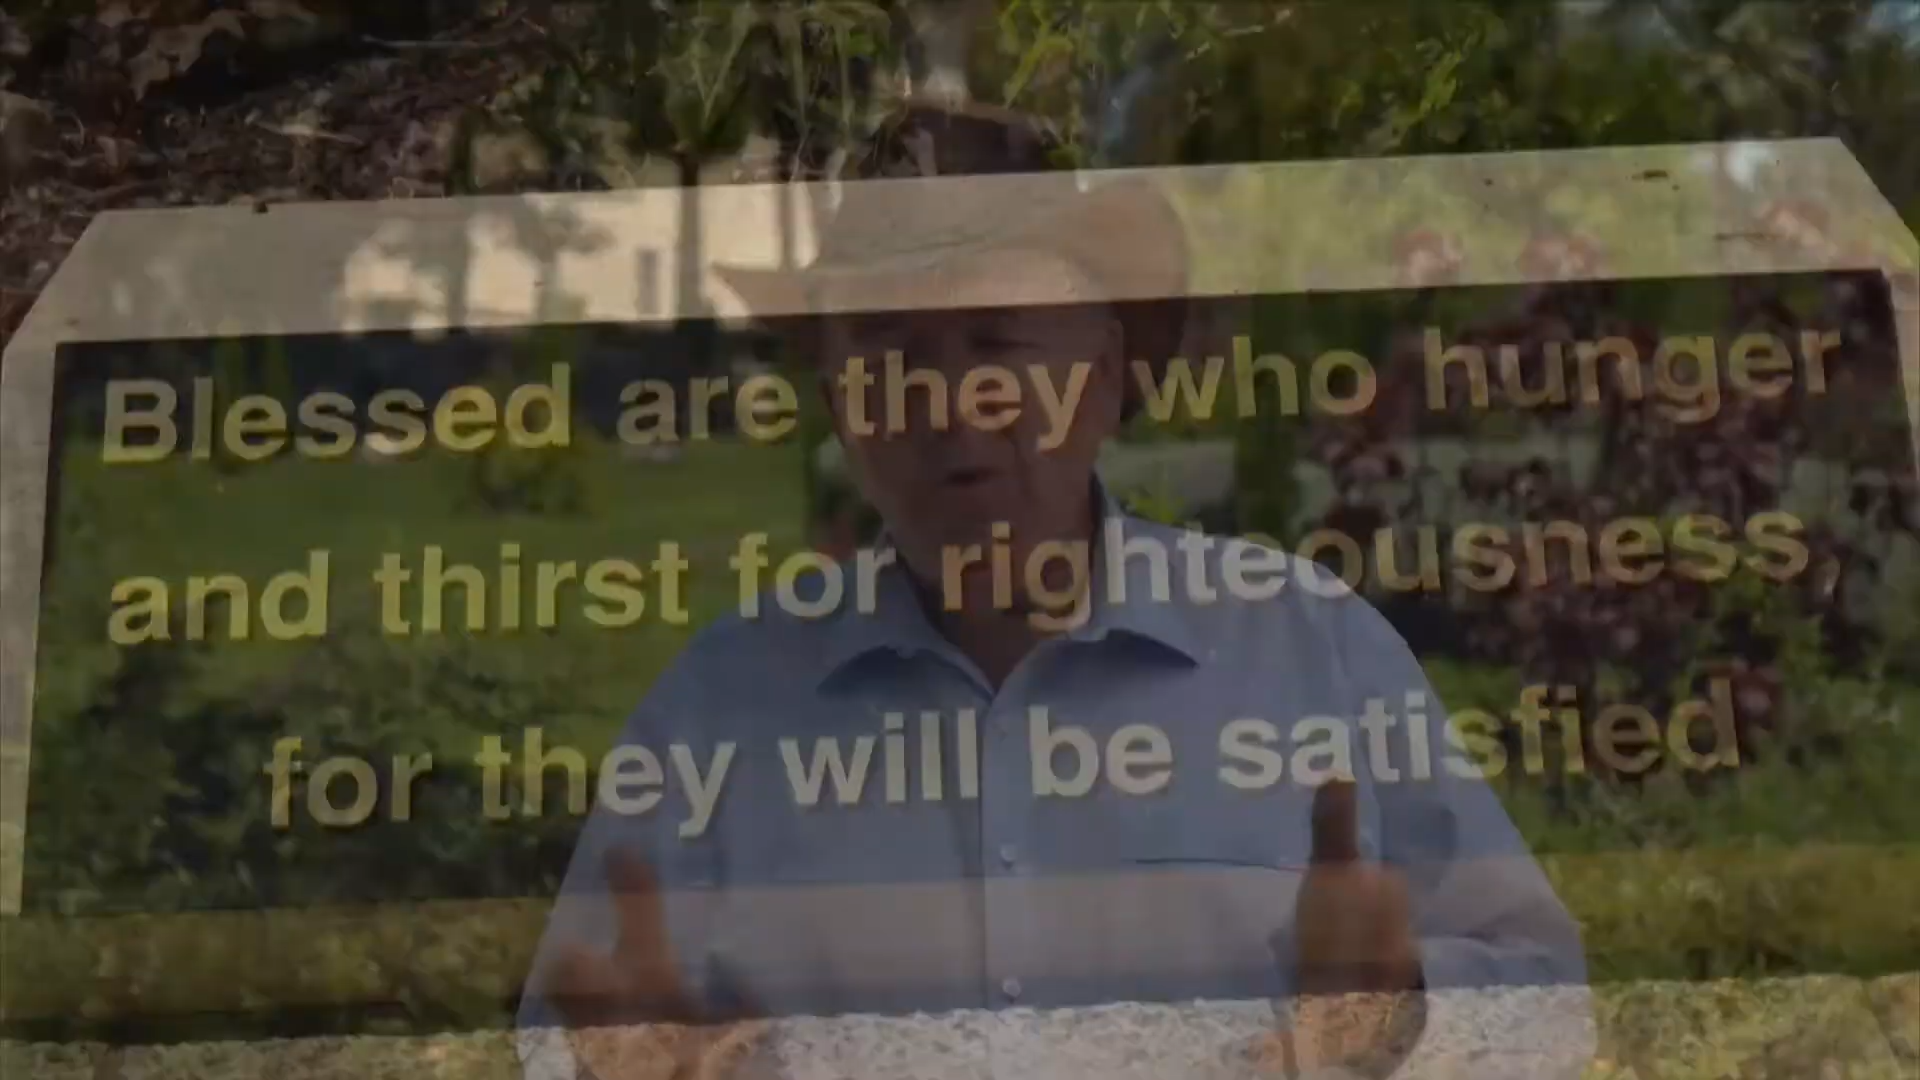 Blessed are they who hunger
and thirst for righteousness,
for they will be satisfied